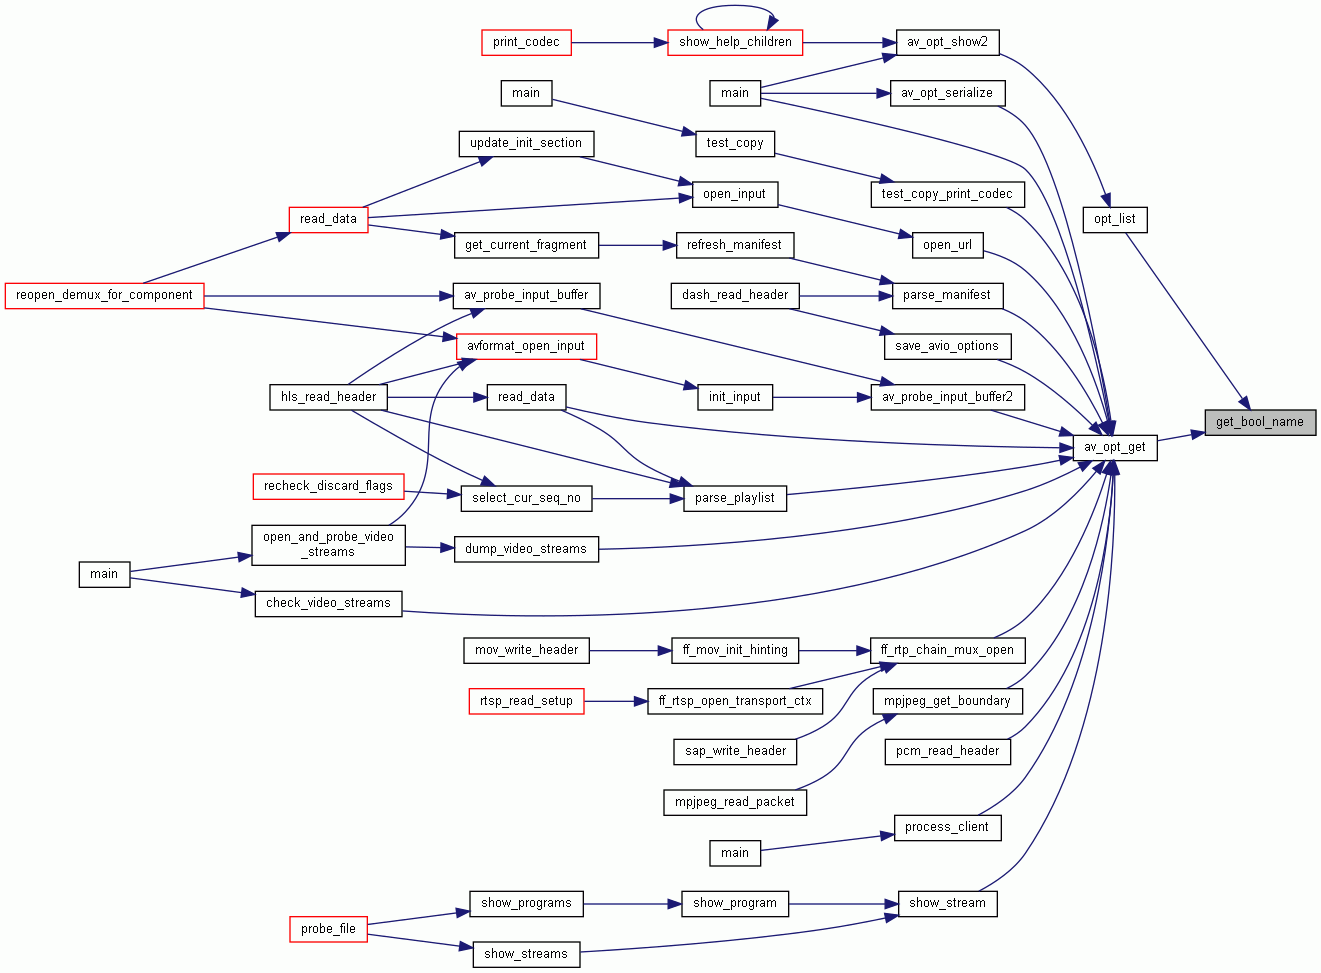 print_codec
show_help_children
av_opt_show2
main
main
av_opt_serialize
update_init_section
test_copy
open_input
test_copy_print_codec
read_data
opt_list
get_current_fragment
refresh_manifest
open_url
reopen_demux_for_component
av_probe_input_buffer
dash_read_header
parse_manifest
avformat_open_input
save_avio_options
hls_read_header
read_data
init_input
av_probe_input_buffer2
get_bool_name
av_opt_get
recheck_discard_flags
select_cur_seq_no
parse_playlist
open_and_probe_video
_streams
dump_video_streams
main
check_video_streams
mov_write_header
ff_mov_init_hinting
ff_rtp_chain_mux_open
rtsp_read_setup
ff_rtsp_open_transport_ctx
mpjpeg_get_boundary
sap_write_header
pcm_read_header
mpjpeg_read_packet
process_client
main
show_programs
show_program
show_stream
probe_file
show_streams